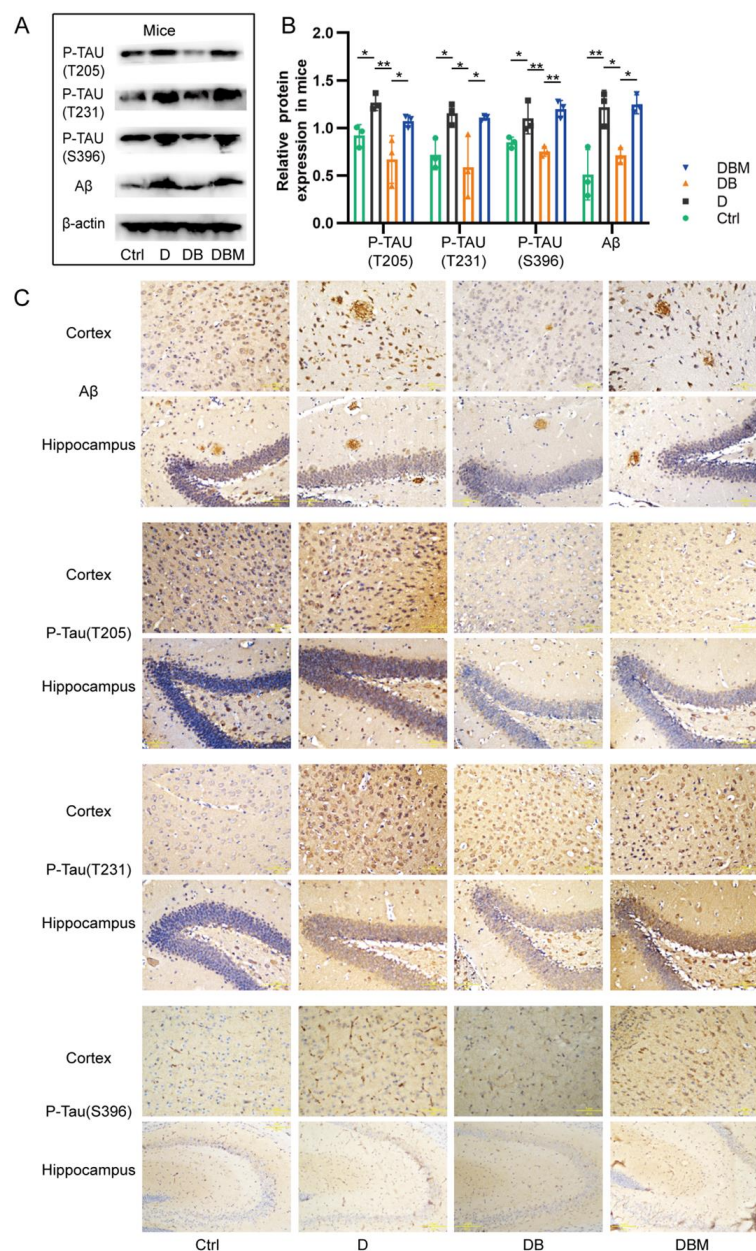 A
Mice
P-TAU
(T205)
P-TAU
(T231)
P-TAU
(S396)
Aβ
β-actin
Ctrl D DB DBM
B
Relative protein
expression in mice
2.0
1.5
1.0
0.5
0.0
* ** * * * * * ** ** ** * *
P-TAU
(T205)
P-TAU
(T231)
P-TAU
(S396)
Aβ
DBM
DB
D
Ctrl
C
Cortex
Aβ
Hippocampus
Cortex
P-Tau(T205)
Hippocampus
Cortex
P-Tau(T231)
Hippocampus
Cortex
P-Tau(S396)
Hippocampus
Ctrl D DB DBM